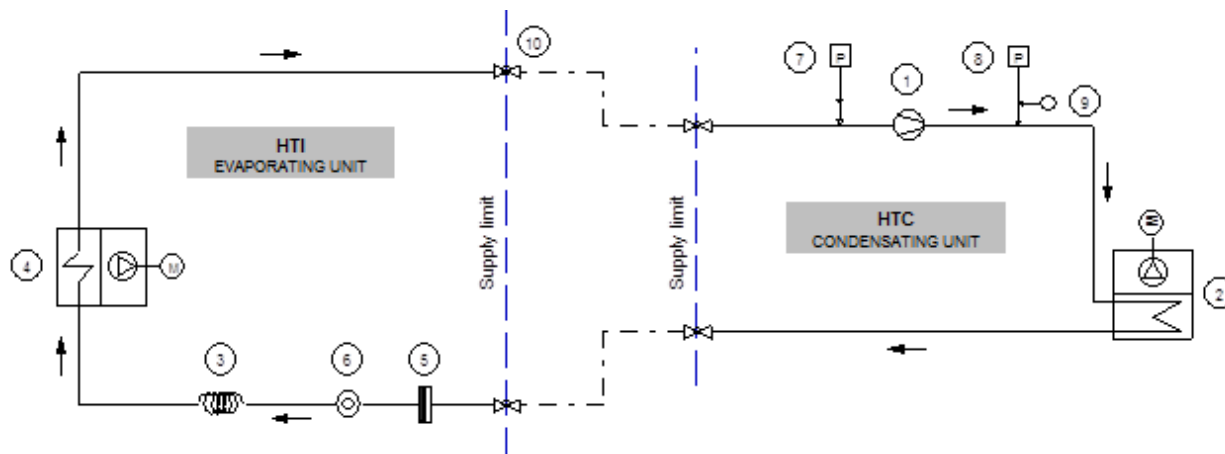 10
7
P
8
P
1
9
HTI
EVAPORATING UNIT
Supply limit
Supply limit
HTC
CONDENSATING UNIT
M
4
M
2
3
6
5